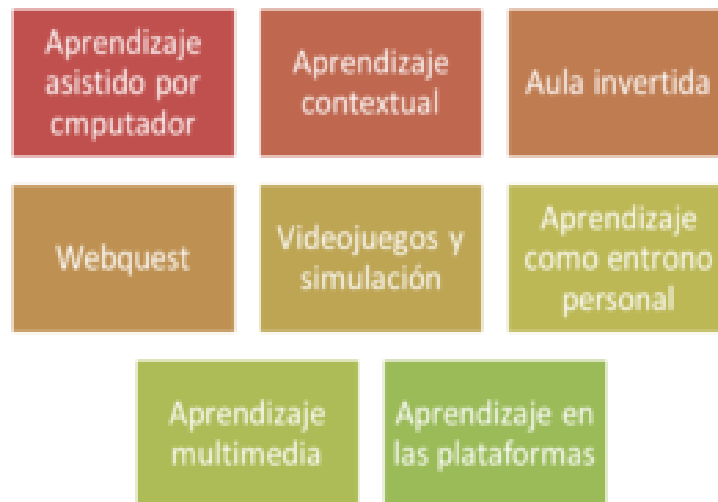 Aprendizaje
asistido por
cmputador
Aprendizaje
contextual
Aula invertida
Webquest
Videojuegos y
simulación
Aprendizaje
como entrono
personal
Aprendizaje
multimedia
Aprendizaje en
las plataformas